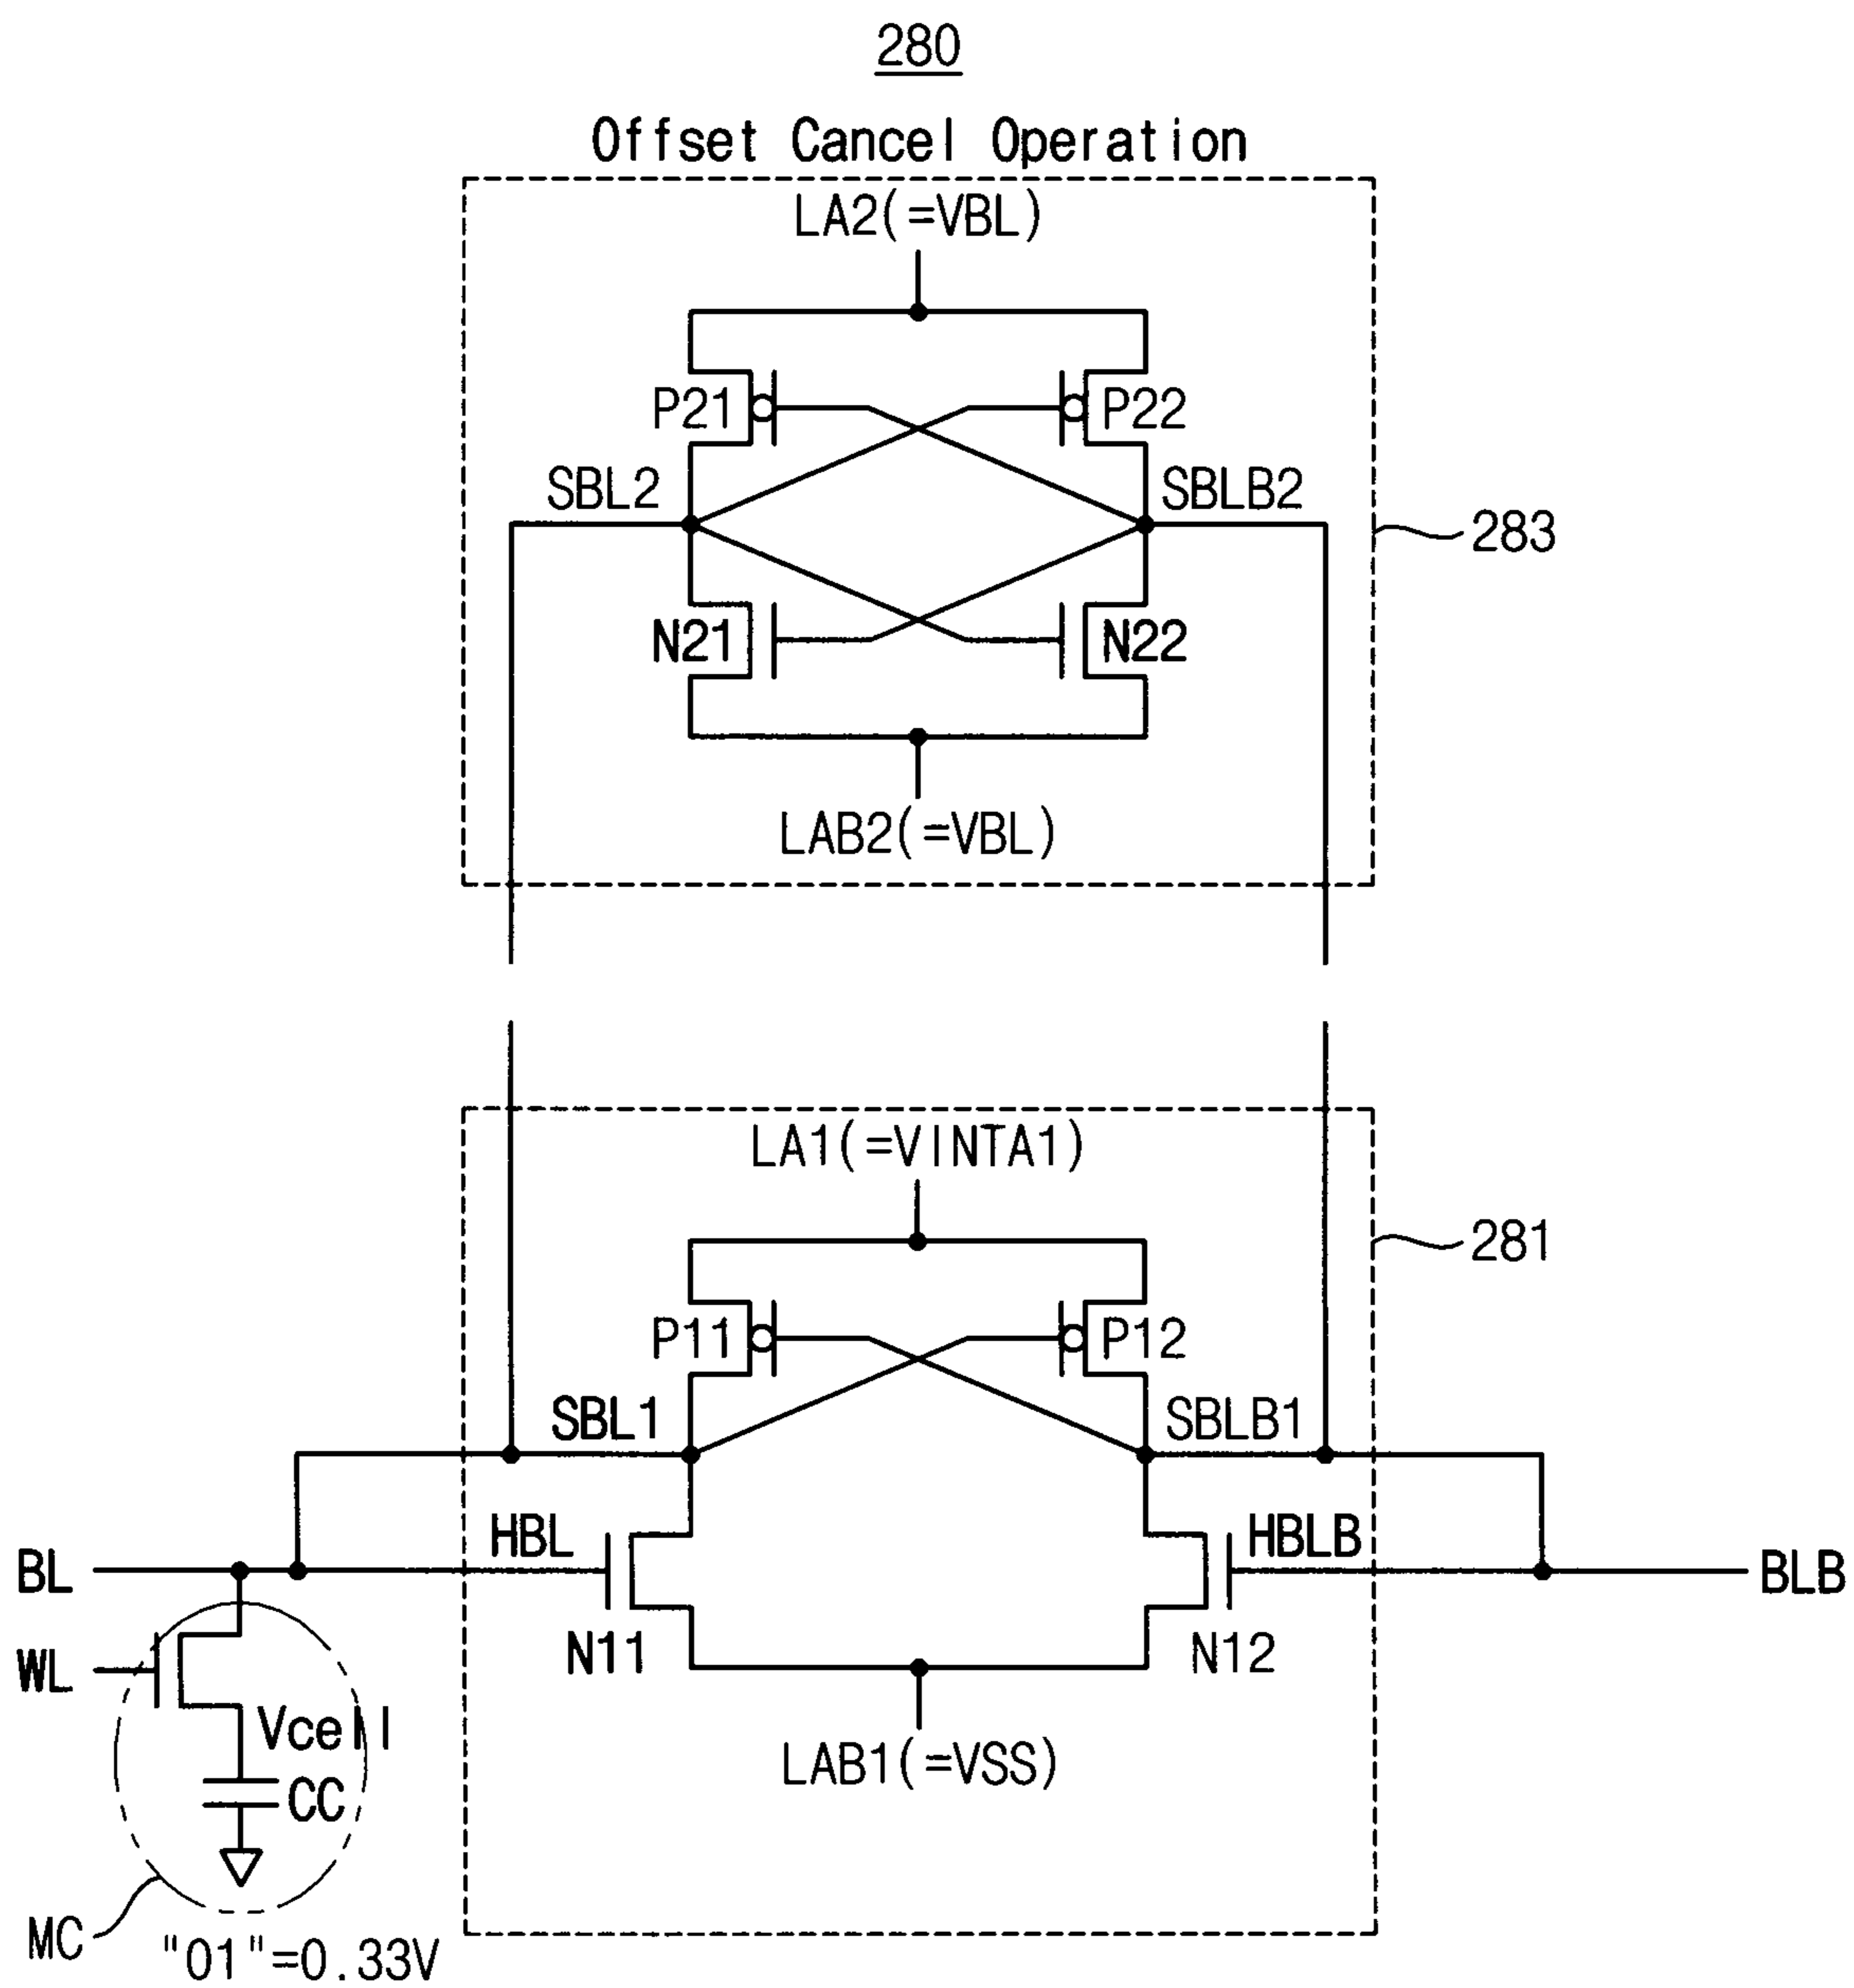 280
Offset Cancel Operation
LA2(=VBL)
P21
P22
SBL2
SBLB2
283
N21
N22
LAB2(=VBL)
LA1(=VINTA1)
281
P11
P12
SBL1
SBLB1
HBL
HBLB
BL
BLB
N11
N12
WL
Vcell
LAB1(=VSS)
CC
MC
"01"=0.33V